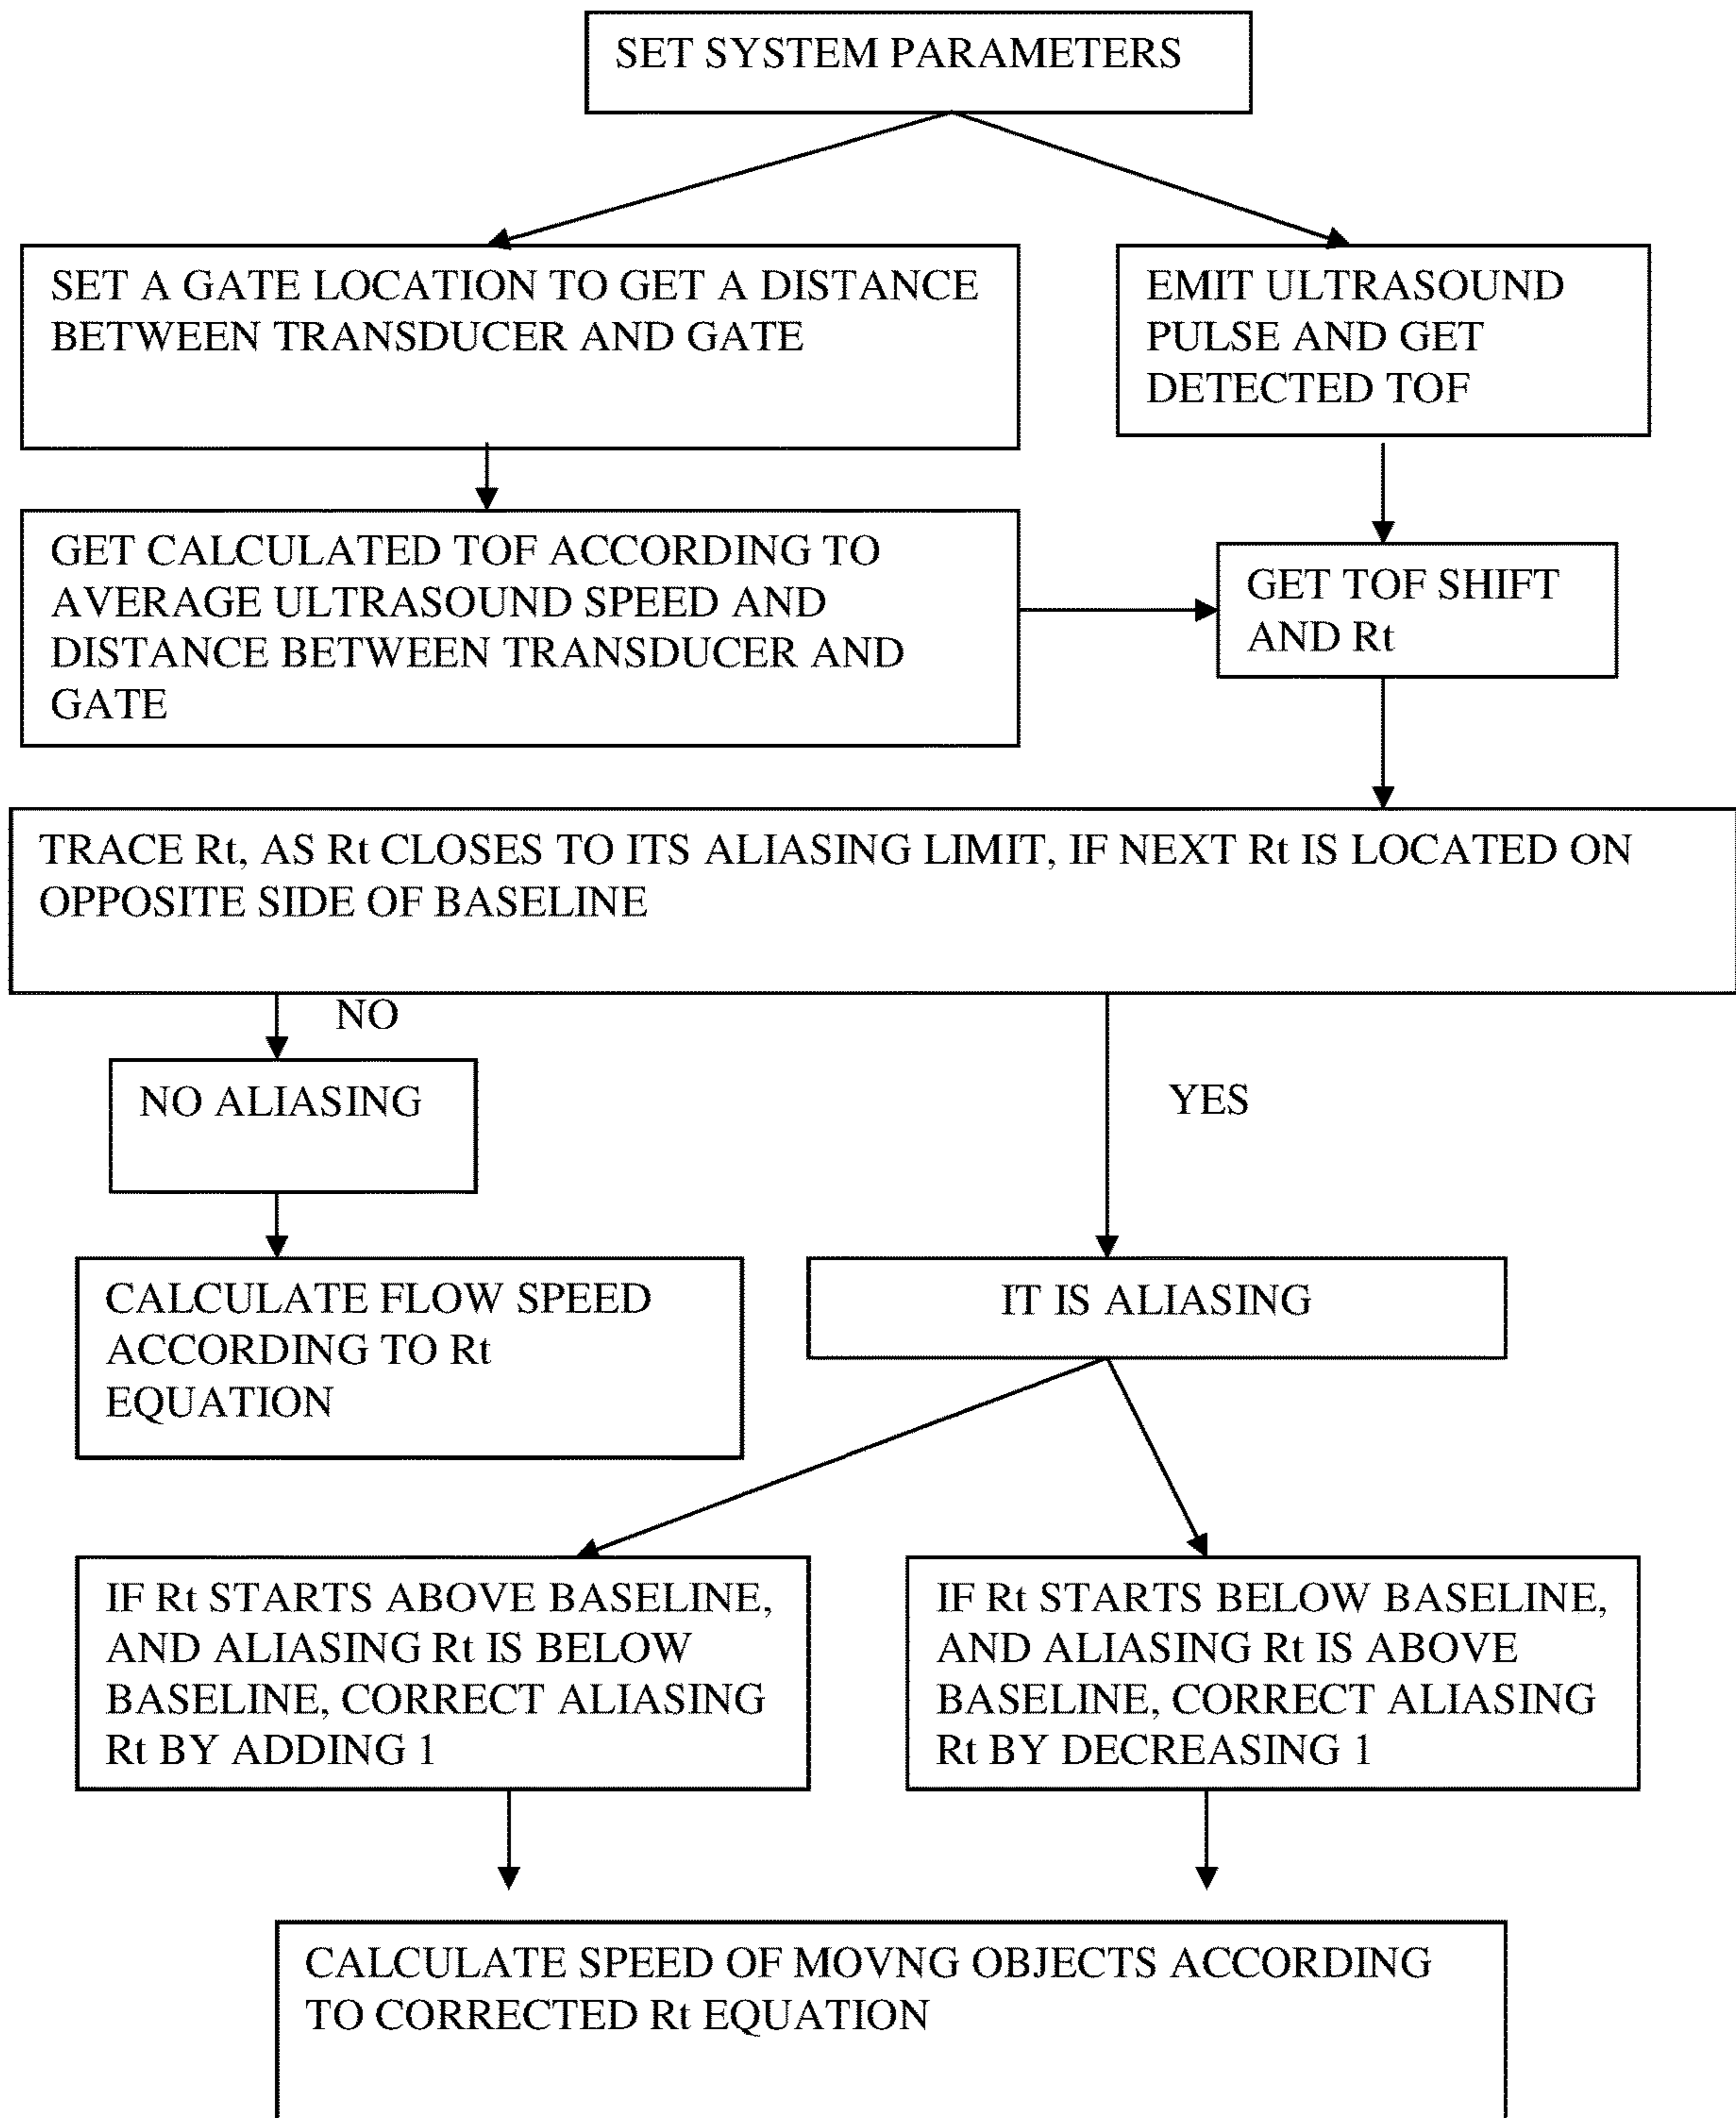 SET SYSTEM PARAMETERS
SET A GATE LOCATION TO GET A DISTANCE
BETWEEN TRANSDUCER AND GATE
EMIT ULTRASOUND
PULSE AND GET
DETECTED TOF
GET CALCULATED TOF ACCORDING TO
AVERAGE ULTRASOUND SPEED AND
DISTANCE BETWEEN TRANSDUCER AND
GATE
GET TOF SHIFT
AND Rt
TRACE Rt, AS Rt CLOSES TO ITS ALIASING LIMIT, IF NEXT Rt IS LOCATED ON
OPPOSITE SIDE OF BASELINE
NO
NO ALIASING
YES
CALCULATE FLOW SPEED
ACCORDING TO Rt
EQUATION
IT IS ALIASING
IF Rt STARTS ABOVE BASELINE,
AND ALIASING Rt IS BELOW
BASELINE, CORRECT ALIASING
Rt BY ADDING 1
IF Rt STARTS BELOW BASELINE,
AND ALIASING Rt IS ABOVE
BASELINE, CORRECT ALIASING
Rt BY DECREASING 1
CALCULATE SPEED OF MOVNG OBJECTS ACCORDING
TO CORRECTED Rt EQUATION